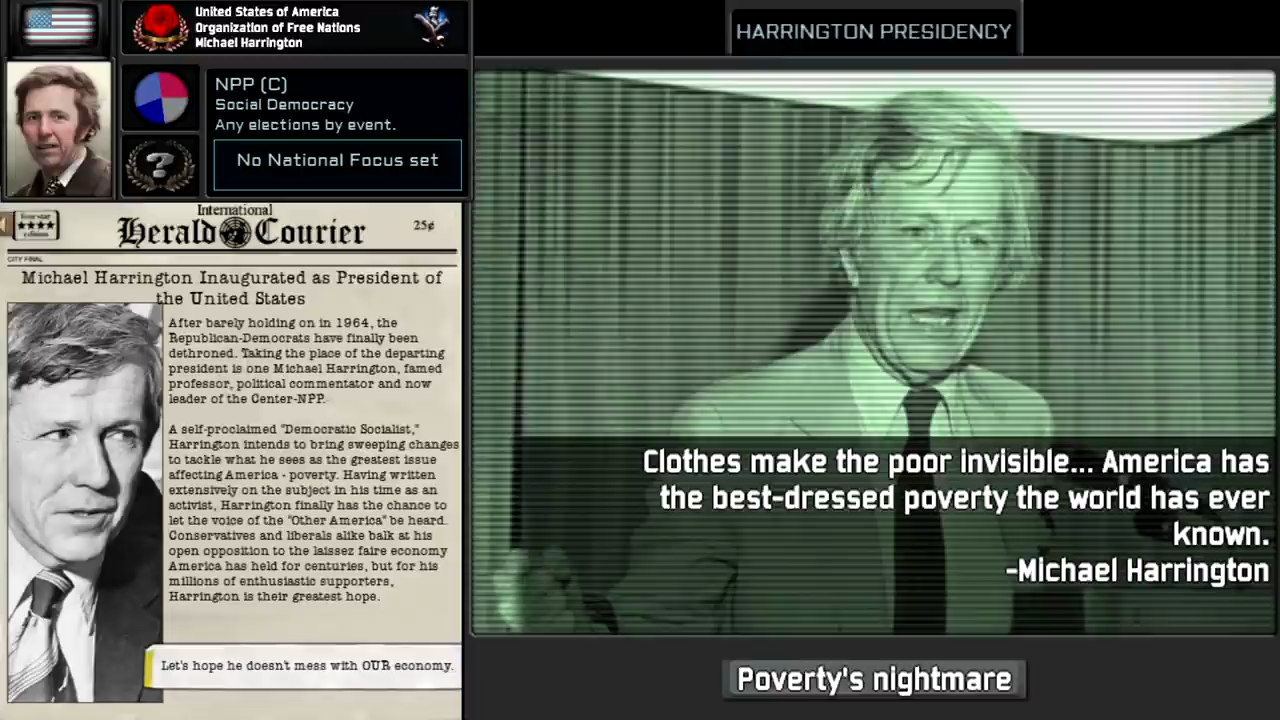 United States of America
Organization of Free Nations
Michael Harrington
HARRINGTON PRESIDENCY
NPP (C)
Social Democracy
Any elections by event.
No National Focus set
International
Herald Courier
25¢
CITY FINAL
Michael Harrington Inaugurated as President of
the United States
After barely holding on in 1964, the
Republican-Democrats have finally been
dethroned. Taking the place of the departing
president is one Michael Harrington, famed
professor, political commentator and now
leader of the Center-NPP.
A self-proclaimed "Democratic Socialist,"
Harrington intends to bring sweeping changes
to tackle what he sees as the greatest issue
affecting America - poverty. Having written
extensively on the subject in his time as an
activist, Harrington finally has the chance to
let the voice of the "Other America" be heard.
Conservatives and liberals alike balk at his
open opposition to the laissez faire economy
America has held for centuries, but for his
millions of enthusiastic supporters,
Harrington is their greatest hope.
Let's hope he doesn't mess with OUR economy.
Clothes make the poor invisible... America has
the best-dressed poverty the world has ever
known.
-Michael Harrington
Poverty's nightmare